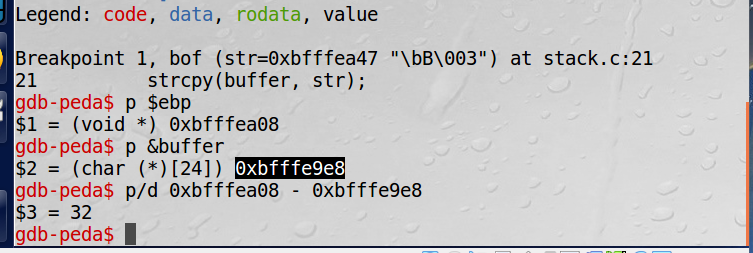 Legend: code, data, rodata, value
Breakpoint 1, bof (str=0xbfffea47 "\bB\003") at stack.c:21
21 strcpy(buffer, str);
gdb-peda$ p $ebp
$1 = (void *) 0xbfffea08
gdb-peda$ p &buffer
$2 = (char (*)[24]) 0xbfffe9e8
gdb-peda$ p/d 0xbfffea08 - 0xbfffe9e8
$3 = 32
gdb-peda$